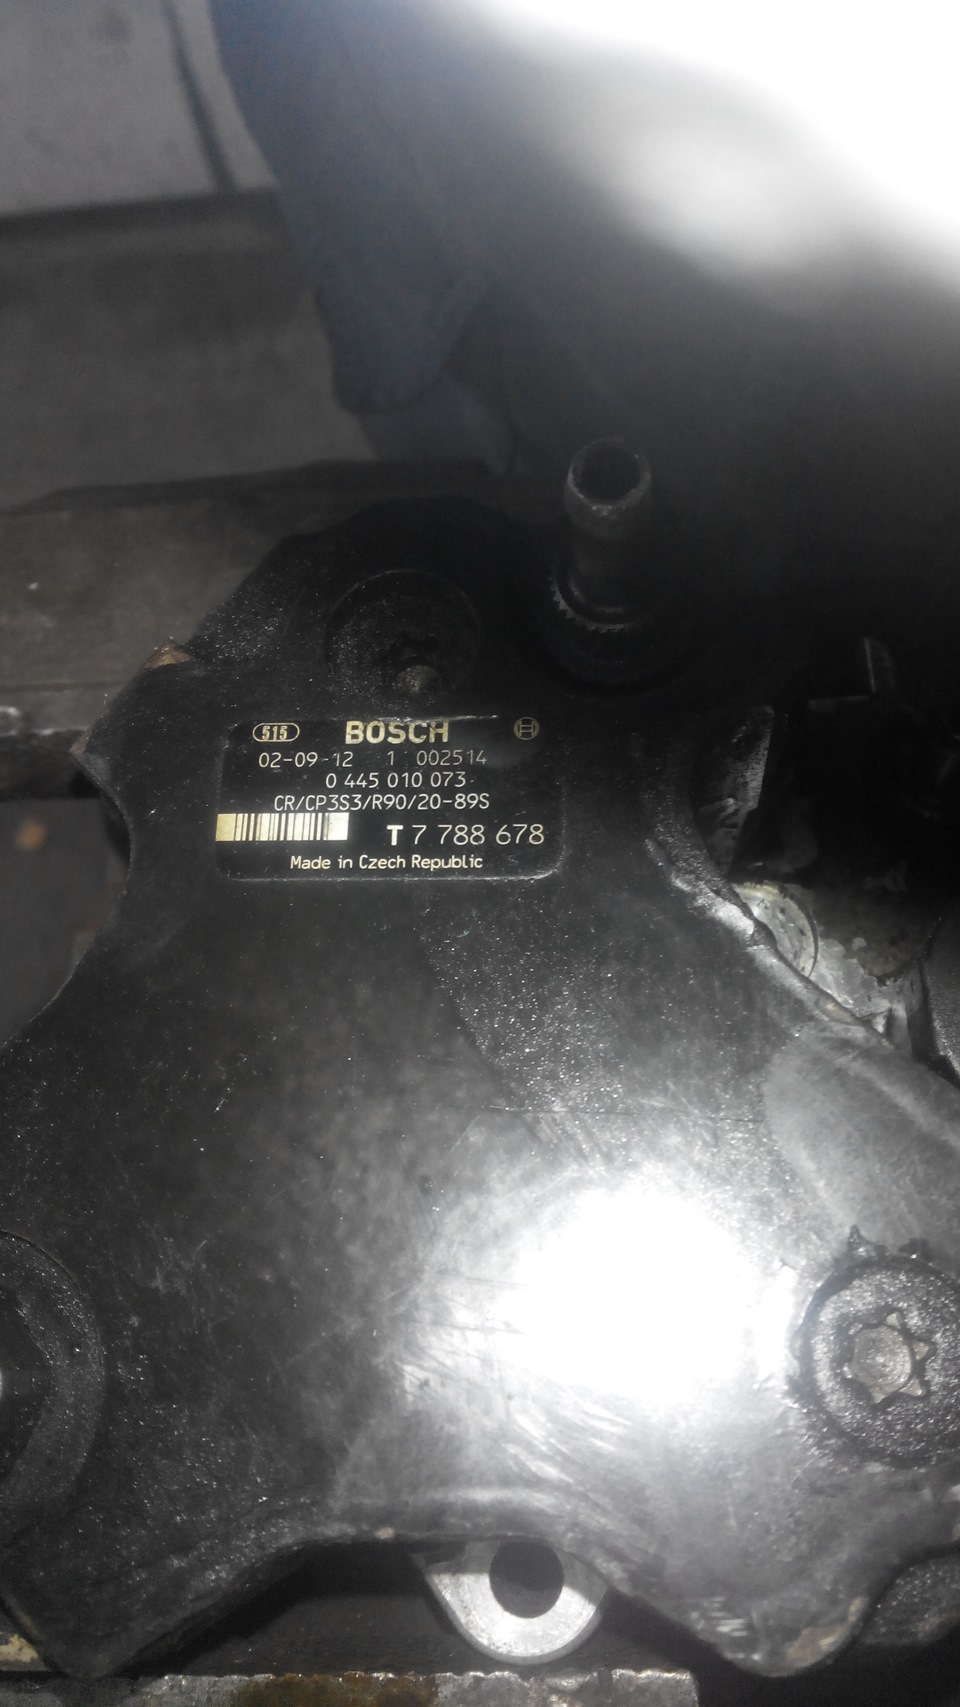 515 BOSCH
02-09-12 1 002514
0 445 010 073
CR/CP3S3/R90/20-89S
T 7 788 678
Made in Czech Republic